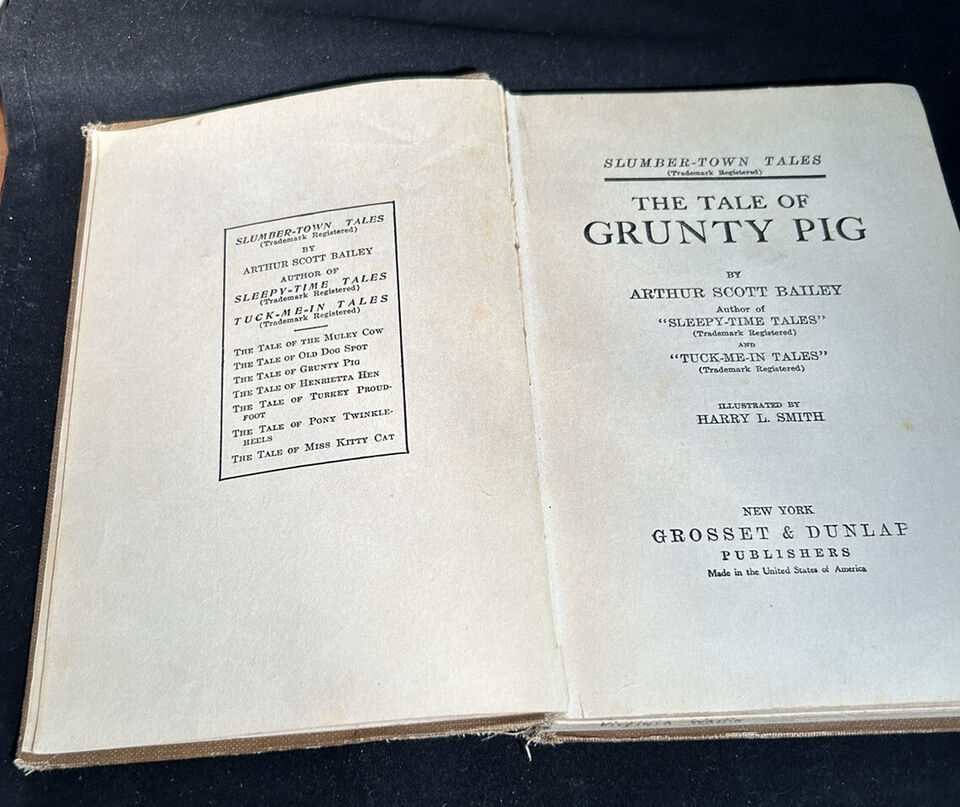 SLUMBER-TOWN TALES
(Trademark Registered)
BY
ARTHUR SCOTT BAILEY
AUTHOR OF
SLEEPY-TIME TALES
(Trademark Registered)
TUCK-ME-IN TALES
(Trademark Registered)
THE TALE OF THE MULEY COW
THE TALE OF OLD DOG SPOT
THE TALE OF GRUNTY PIG
THE TALE OF HENRIETTA HEN
THE TALE OF TURKEY PROUD-
FOOT
THE TALE OF PONY TWINKLE-
HEELS
THE TALE OF MISS KITTY CAT
SLUMBER-TOWN TALES
(Trademark Registered)
THE TALE OF
GRUNTY PIG
BY
ARTHUR SCOTT BAILEY
Author of
"SLEEPY-TIME TALES"
(Trademark Registered)
AND
"TUCK-ME-IN TALES"
(Trademark Registered)
ILLUSTRATED BY
HARRY L. SMITH
NEW YORK
GROSSET & DUNLAP
PUBLISHERS
Made in the United States of America
Virginia